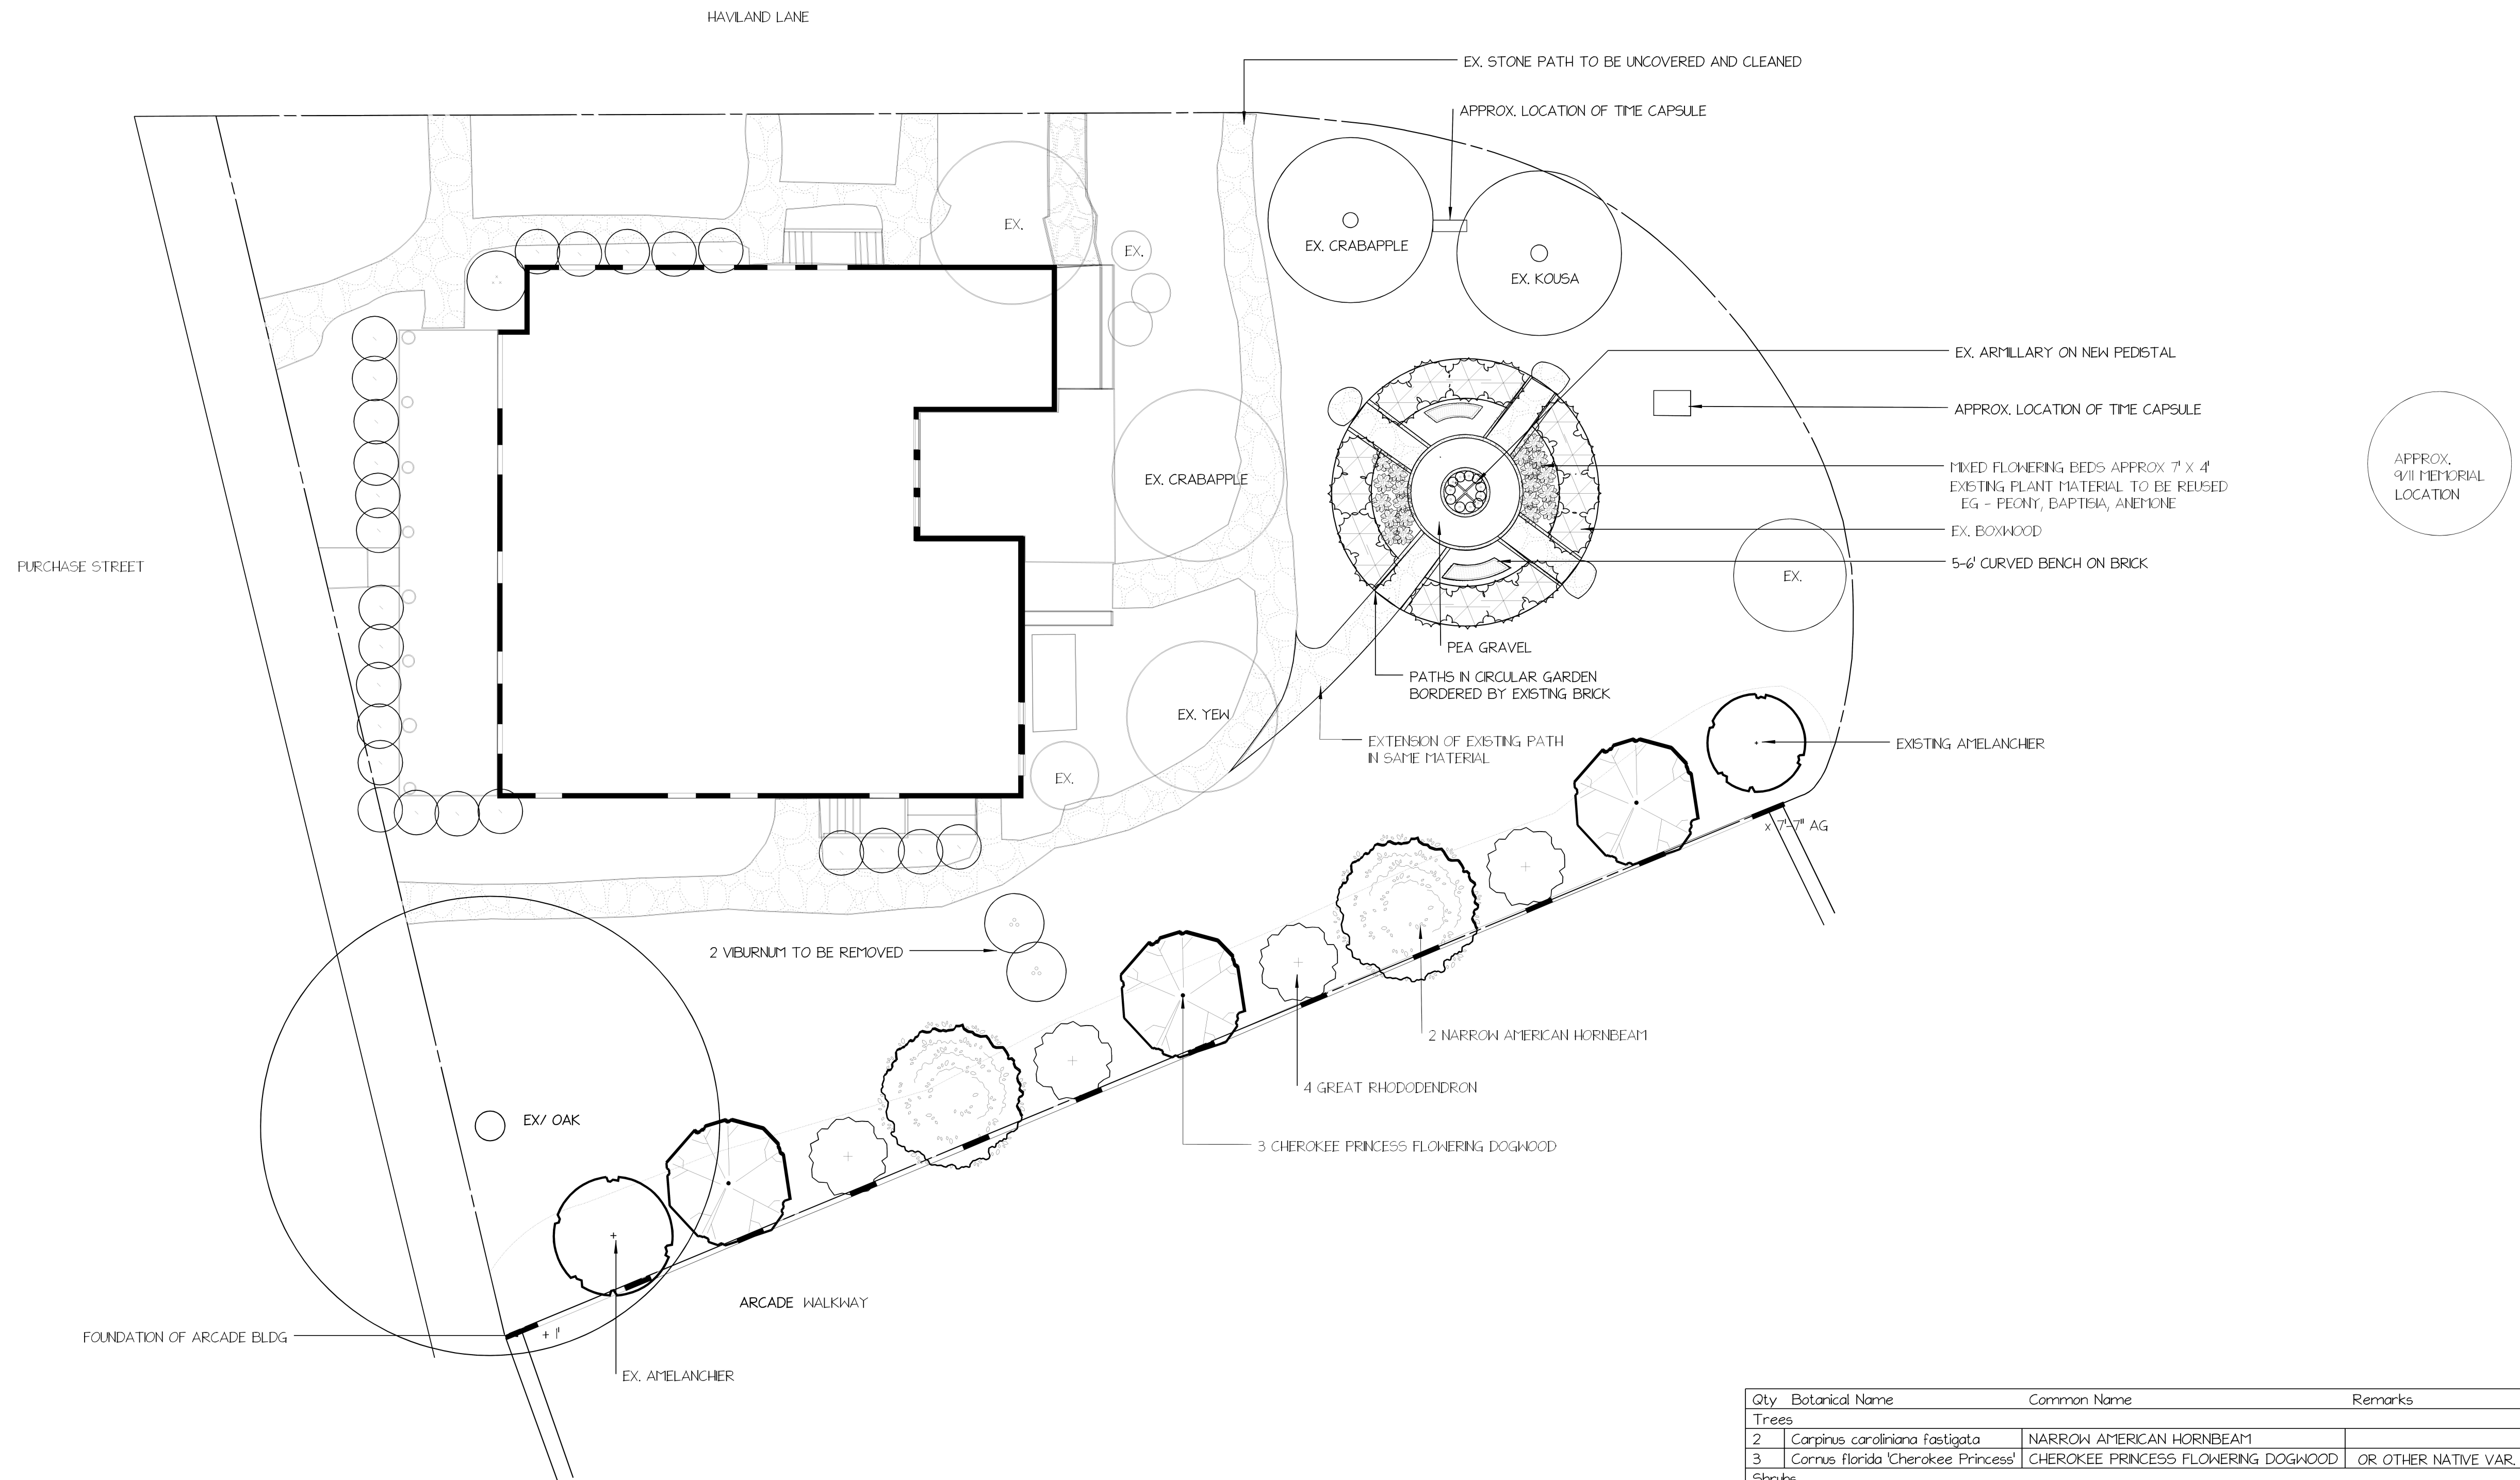 HAVILAND LANE
EX. STONE PATH TO BE UNCOVERED AND CLEANED
APPROX. LOCATION OF TIME CAPSULE
EX.
EX.
EX. CRABAPPLE
EX. KOUSA
EX. ARMILLARY ON NEW PEDISTAL
APPROX. LOCATION OF TIME CAPSULE
MIXED FLOWERING BEDS APPROX 7' X 4'
EXISTING PLANT MATERIAL TO BE REUSED
EG - PEONY, BAPTISIA, ANEMONE
APPROX.
9/11 MEMORIAL
LOCATION
EX. CRABAPPLE
EX. BOXWOOD
5-6' CURVED BENCH ON BRICK
PURCHASE STREET
EX.
PEA GRAVEL
PATHS IN CIRCULAR GARDEN
BORDERED BY EXISTING BRICK
EX. YEW
EXTENSION OF EXISTING PATH
IN SAME MATERIAL
EXISTING AMELANCHIER
EX.
x 7'-7" AG
2 VIBURNUM TO BE REMOVED
2 NARROW AMERICAN HORNBEAM
4 GREAT RHODODENDRON
EX/ OAK
3 CHEROKEE PRINCESS FLOWERING DOGWOOD
ARCADE WALKWAY
FOUNDATION OF ARCADE BLDG
+ 1'
EX. AMELANCHIER
Qty Botanical Name Common Name Remarks
Trees
2 Carpinus caroliniana fastigata NARROW AMERICAN HORNBEAM
3 Cornus florida 'Cherokee Princess' CHEROKEE PRINCESS FLOWERING DOGWOOD OR OTHER NATIVE VAR.
Shrubs